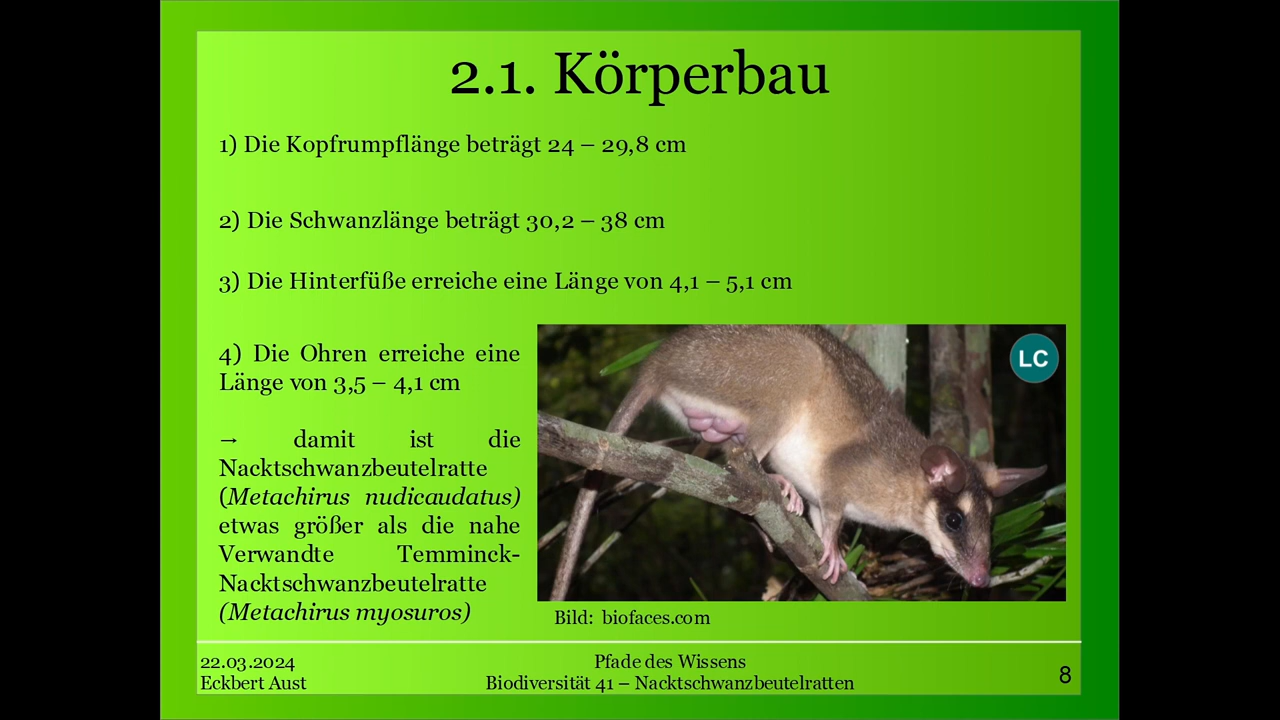 2.1. Körperbau
1) Die Kopfrumpflänge beträgt 24 – 29,8 cm
2) Die Schwanzlänge beträgt 30,2 – 38 cm
3) Die Hinterfüße erreiche eine Länge von 4,1 – 5,1 cm
4) Die Ohren erreiche eine
Länge von 3,5 – 4,1 cm
→ damit ist die
Nacktschwanzbeutelratte
(Metachirus nudicaudatus)
etwas größer als die nahe
Verwandte Temminck-
Nacktschwanzbeutelratte
(Metachirus myosuros)
LC
Bild: biofaces.com
22.03.2024
Eckbert Aust
Pfade des Wissens
Biodiversität 41 – Nacktschwanzbeutelratten
8